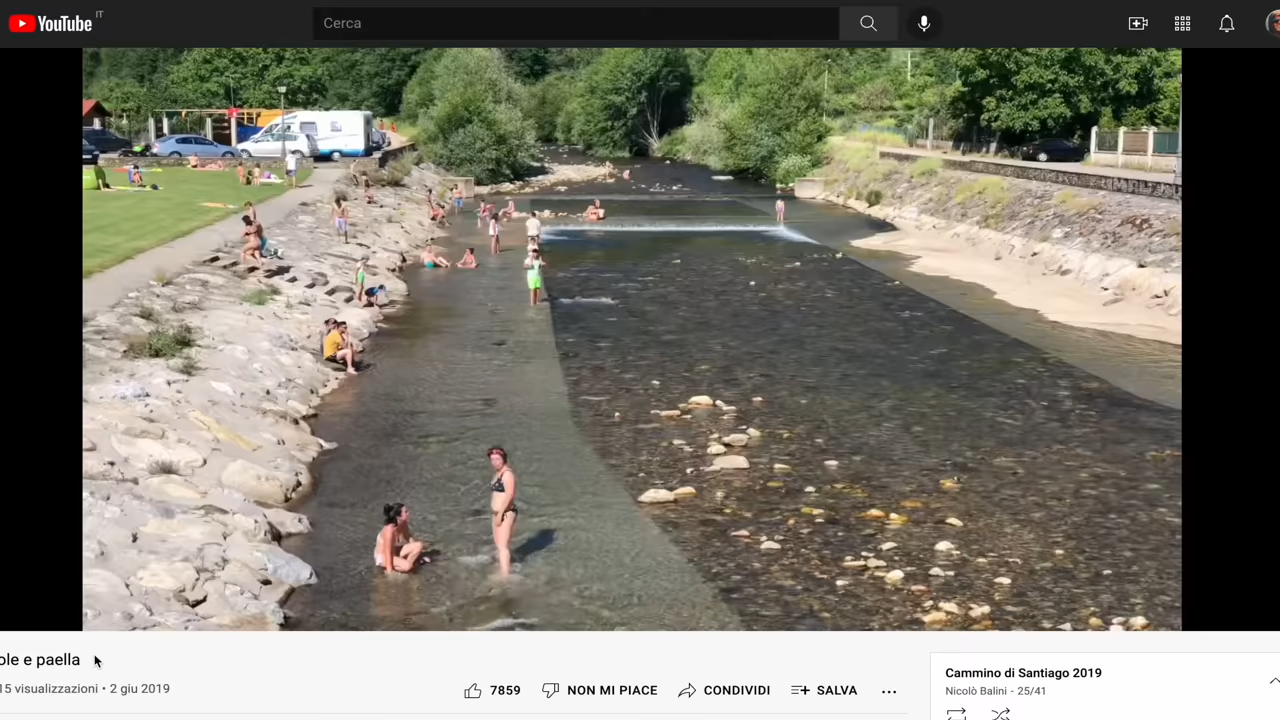 YouTube IT
Cerca
ole e paella
15 visualizzazioni • 2 giu 2019
7859
NON MI PIACE
CONDIVIDI
SALVA
Cammino di Santiago 2019
Nicolò Balini - 25/41